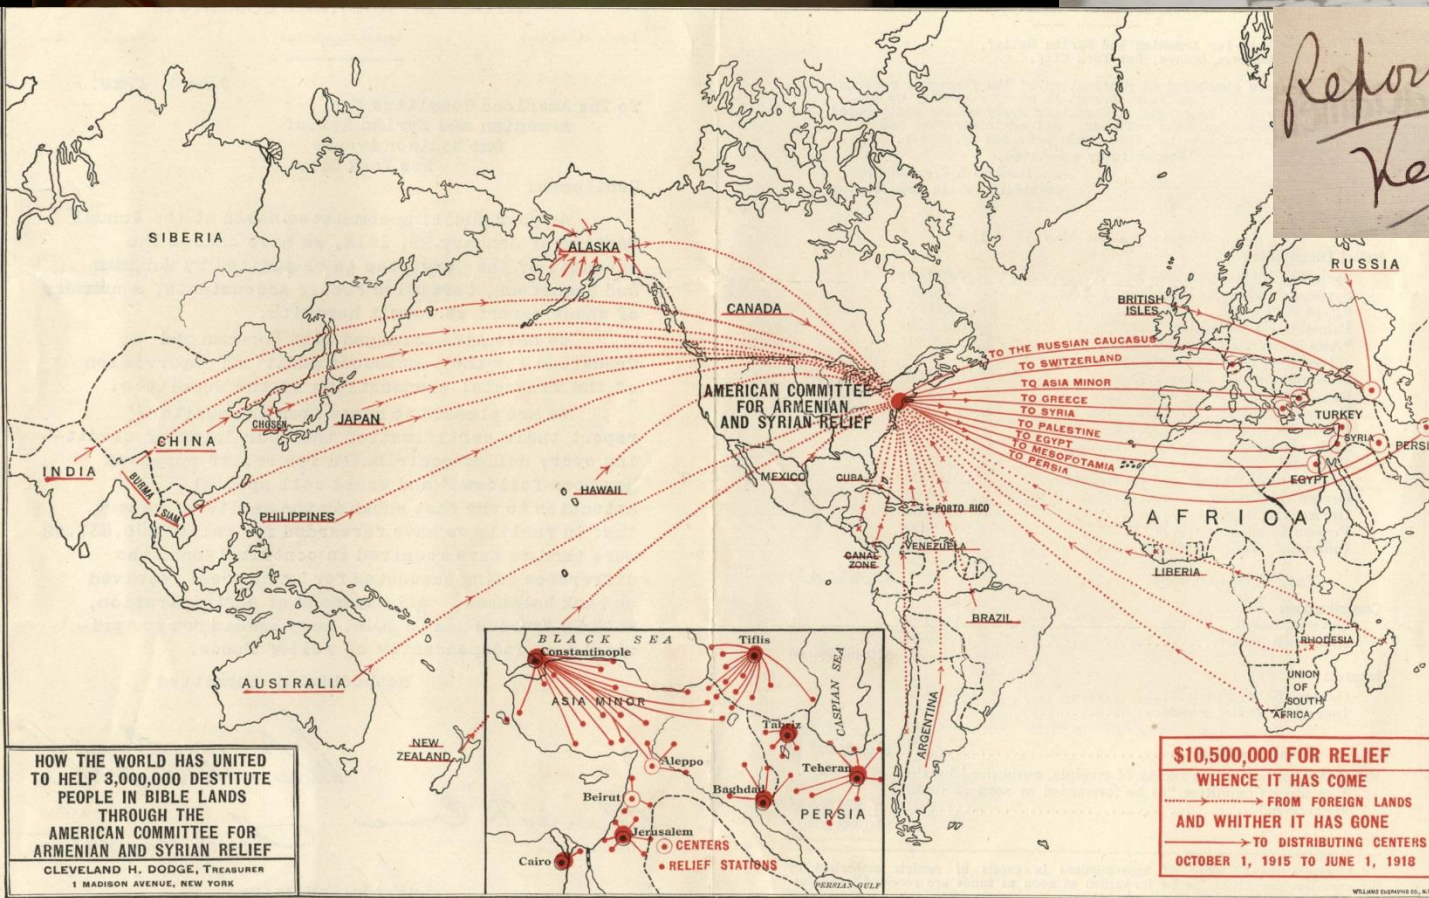 Repor
Ke
SIBERIA
ALASKA
CANADA
RUSSIA
BRITISH
ISLES
TO THE RUSSIAN CAUCASUS
TO SWITZERLAND
TO ASIA MINOR
TO GREECE
TO SYRIA
TO PALESTINE
TO EGYPT
TO MESOPOTAMIA
TO PERSIA
AMERICAN COMMITTEE
FOR ARMENIAN
AND SYRIAN RELIEF
TURKEY
SYRIA
PERSI
EGYPT
CHOSEN
JAPAN
CHINA
INDIA
BURMA
SIAM
PHILIPPINES
HAWAII
MEXICO
CUBA
PORTO RICO
CANAL
ZONE
VENEZUELA
AFRICA
LIBERIA
BRAZIL
RHODESIA
UNION
OF
SOUTH
AFRICA
ARGENTINA
AUSTRALIA
NEW
ZEALAND
BLACK SEA
Constantinople
Tiflis
ASIA MINOR
CASPIAN SEA
Tabriz
Aleppo
Teheran
Beirut
Baghdad
PERSIA
Jerusalem
Cairo
CENTERS
RELIEF STATIONS
PERSIAN GULF
HOW THE WORLD HAS UNITED
TO HELP 3,000,000 DESTITUTE
PEOPLE IN BIBLE LANDS
THROUGH THE
AMERICAN COMMITTEE FOR
ARMENIAN AND SYRIAN RELIEF
CLEVELAND H. DODGE, TREASURER
1 MADISON AVENUE, NEW YORK
$10,500,000 FOR RELIEF
WHENCE IT HAS COME
FROM FOREIGN LANDS
AND WHITHER IT HAS GONE
TO DISTRIBUTING CENTERS
OCTOBER 1, 1915 TO JUNE 1, 1918
WILLIAMS ENGRAVING CO., N.